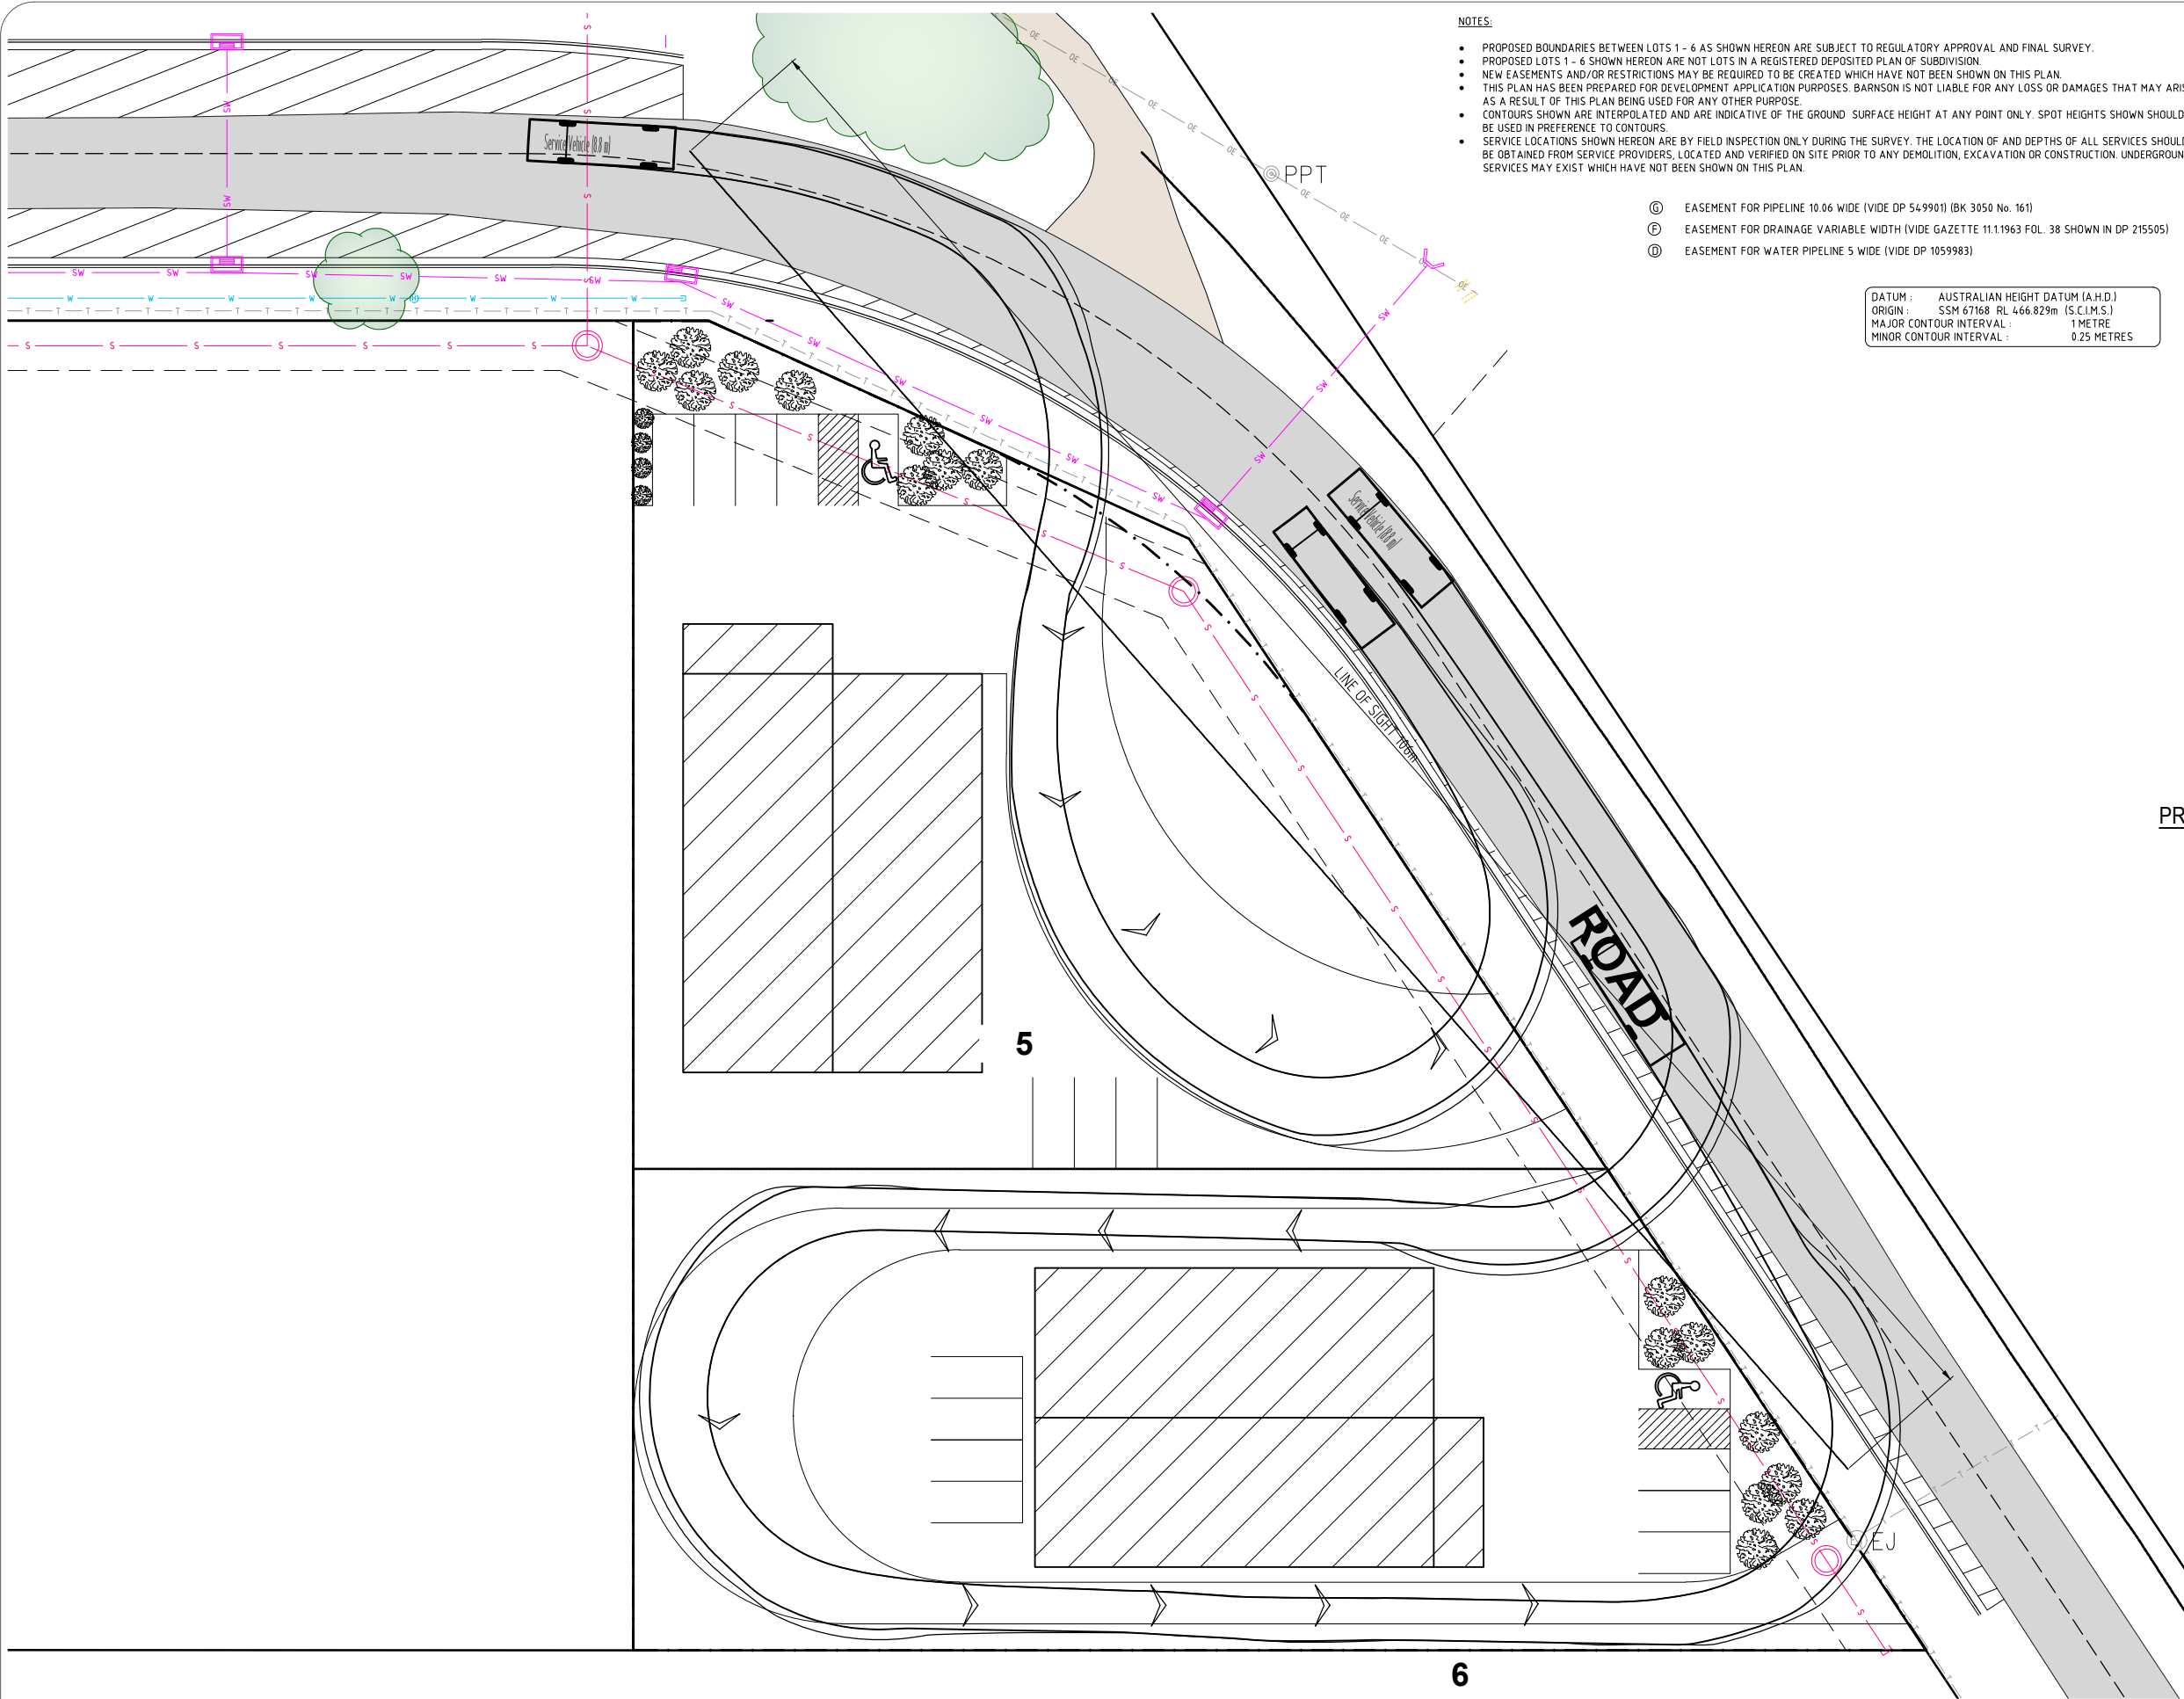 NOTES:
• PROPOSED BOUNDARIES BETWEEN LOTS 1 - 6 AS SHOWN HEREON ARE SUBJECT TO REGULATORY APPROVAL AND FINAL SURVEY.
• PROPOSED LOTS 1 - 6 SHOWN HEREON ARE NOT LOTS IN A REGISTERED DEPOSITED PLAN OF SUBDIVISION.
• NEW EASEMENTS AND/OR RESTRICTIONS MAY BE REQUIRED TO BE CREATED WHICH HAVE NOT BEEN SHOWN ON THIS PLAN.
• THIS PLAN HAS BEEN PREPARED FOR DEVELOPMENT APPLICATION PURPOSES. BARNSON IS NOT LIABLE FOR ANY LOSS OR DAMAGES THAT MAY ARIS
AS A RESULT OF THIS PLAN BEING USED FOR ANY OTHER PURPOSE.
• CONTOURS SHOWN ARE INTERPOLATED AND ARE INDICATIVE OF THE GROUND SURFACE HEIGHT AT ANY POINT ONLY. SPOT HEIGHTS SHOWN SHOULD
BE USED IN PREFERENCE TO CONTOURS.
• SERVICE LOCATIONS SHOWN HEREON ARE BY FIELD INSPECTION ONLY DURING THE SURVEY. THE LOCATION OF AND DEPTHS OF ALL SERVICES SHOUL
BE OBTAINED FROM SERVICE PROVIDERS, LOCATED AND VERIFIED ON SITE PRIOR TO ANY DEMOLITION, EXCAVATION OR CONSTRUCTION. UNDERGROUN
SERVICES MAY EXIST WHICH HAVE NOT BEEN SHOWN ON THIS PLAN.
G EASEMENT FOR PIPELINE 10.06 WIDE (VIDE DP 549901) (BK 3050 No. 161)
F EASEMENT FOR DRAINAGE VARIABLE WIDTH (VIDE GAZETTE 11.1.1963 FOL. 38 SHOWN IN DP 215505)
D EASEMENT FOR WATER PIPELINE 5 WIDE (VIDE DP 1059983)
DATUM : AUSTRALIAN HEIGHT DATUM (A.H.D.)
ORIGIN : SSM 67168 RL 466.829m (S.C.I.M.S.)
MAJOR CONTOUR INTERVAL : 1 METRE
MINOR CONTOUR INTERVAL : 0.25 METRES
Service Vehicle (8.8 m)
PPT
Service Vehicle (8.8 m)
LINE OF SIGHT 106m
PR
ROAD
5
EJ
6